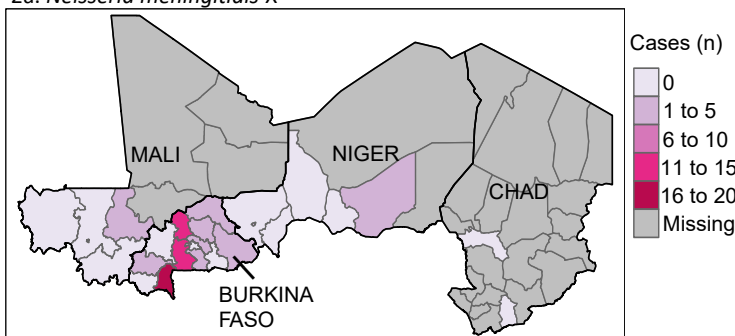 2a. Neisseria meningitidis X
Cases (n)
0
1 to 5
6 to 10
11 to 15
16 to 20
Missing
MALI
NIGER
CHAD
BURKINA
FASO